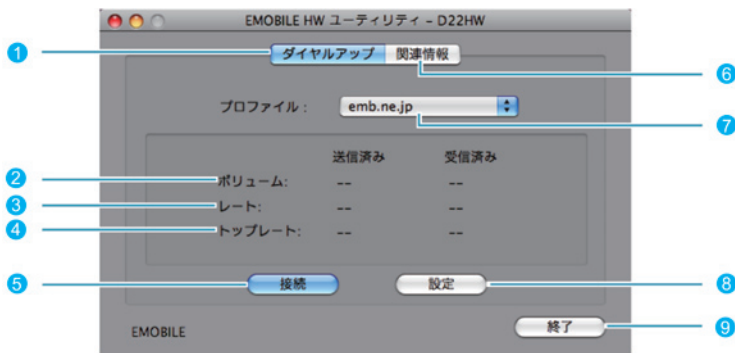 EMOBILE HW ユーティリティ - D22HW
1
ダイヤルアップ 関連情報
6
プロファイル : emb.ne.jp
7
送信済み 受信済み
2 ボリューム: -- --
3 レート: -- --
4 トップレート: -- --
5 接続 設定 8
EMOBILE 終了 9